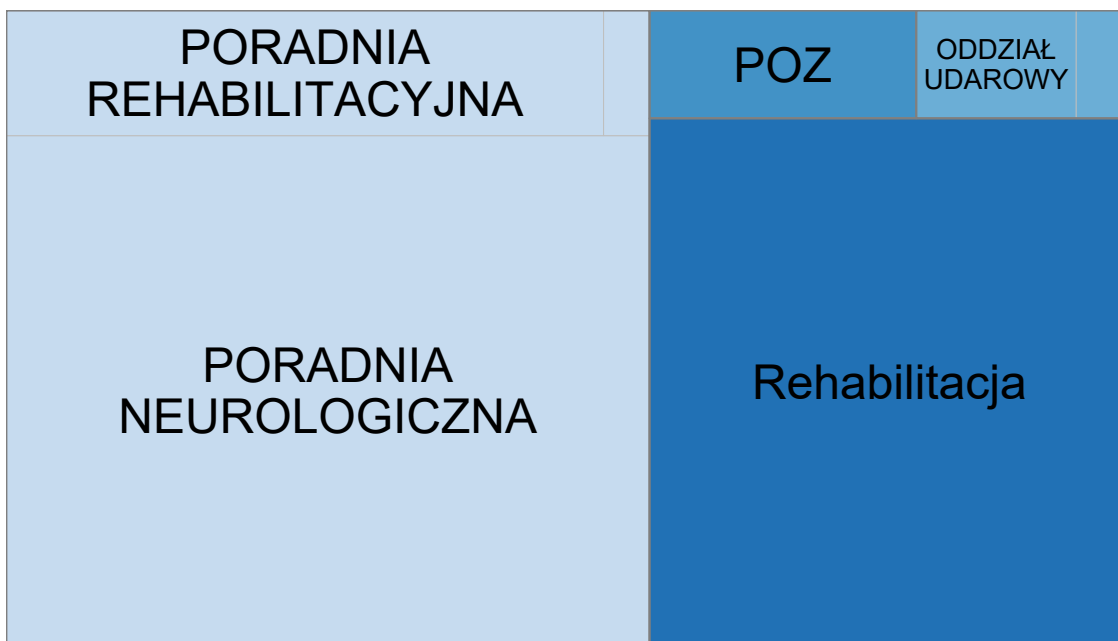 PORADNIA
REHABILITACYJNA
POZ
ODDZIAŁ
UDAROWY
PORADNIA
NEUROLOGICZNA
Rehabilitacja